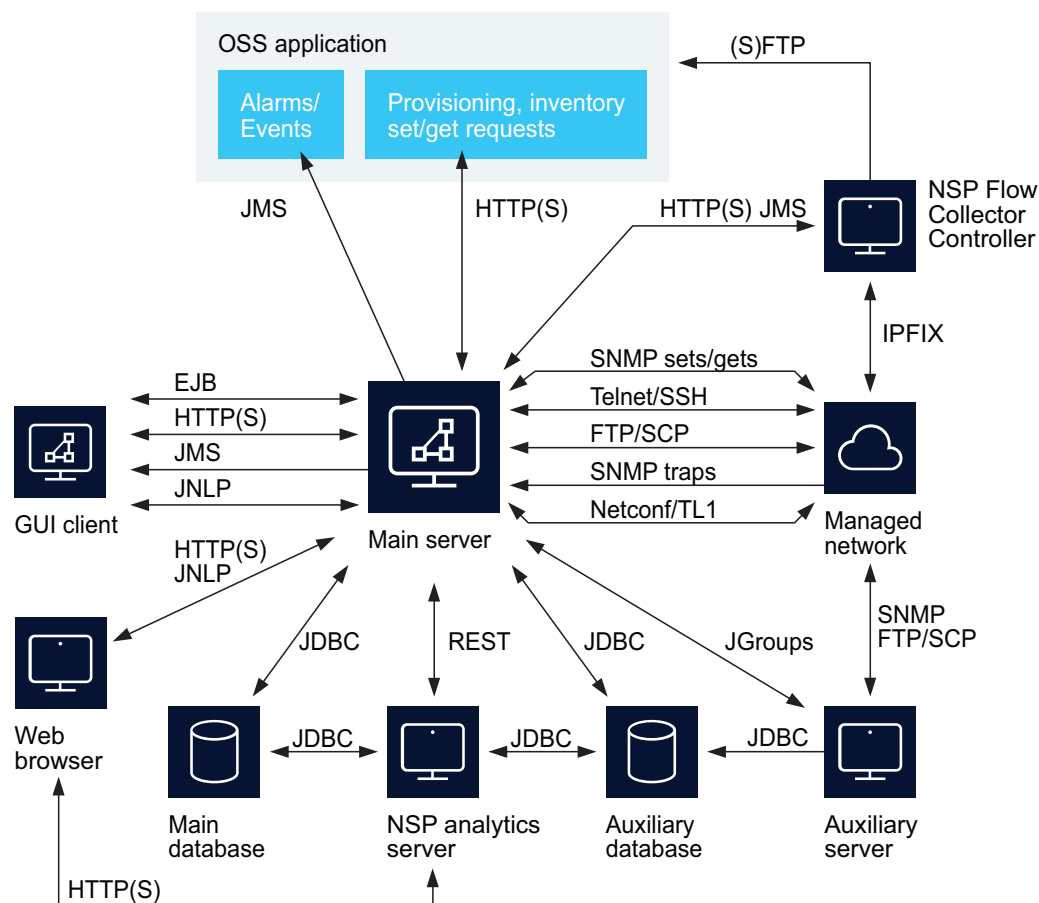 OSS application
(S)FTP
Alarms/
Events
Provisioning, inventory
set/get requests
JMS
HTTP(S)
HTTP(S) JMS
NSP Flow
Collector
Controller
IPFIX
SNMP sets/gets
EJB
Telnet/SSH
HTTP(S)
FTP/SCP
JMS
SNMP traps
JNLP
Netconf/TL1
GUI client
Main server
Managed
network
HTTP(S)
JNLP
SNMP
FTP/SCP
JDBC
REST
JDBC
JGroups
Web
browser
JDBC
JDBC
JDBC
Main
database
NSP analytics
server
Auxiliary
database
Auxiliary
server
HTTP(S)